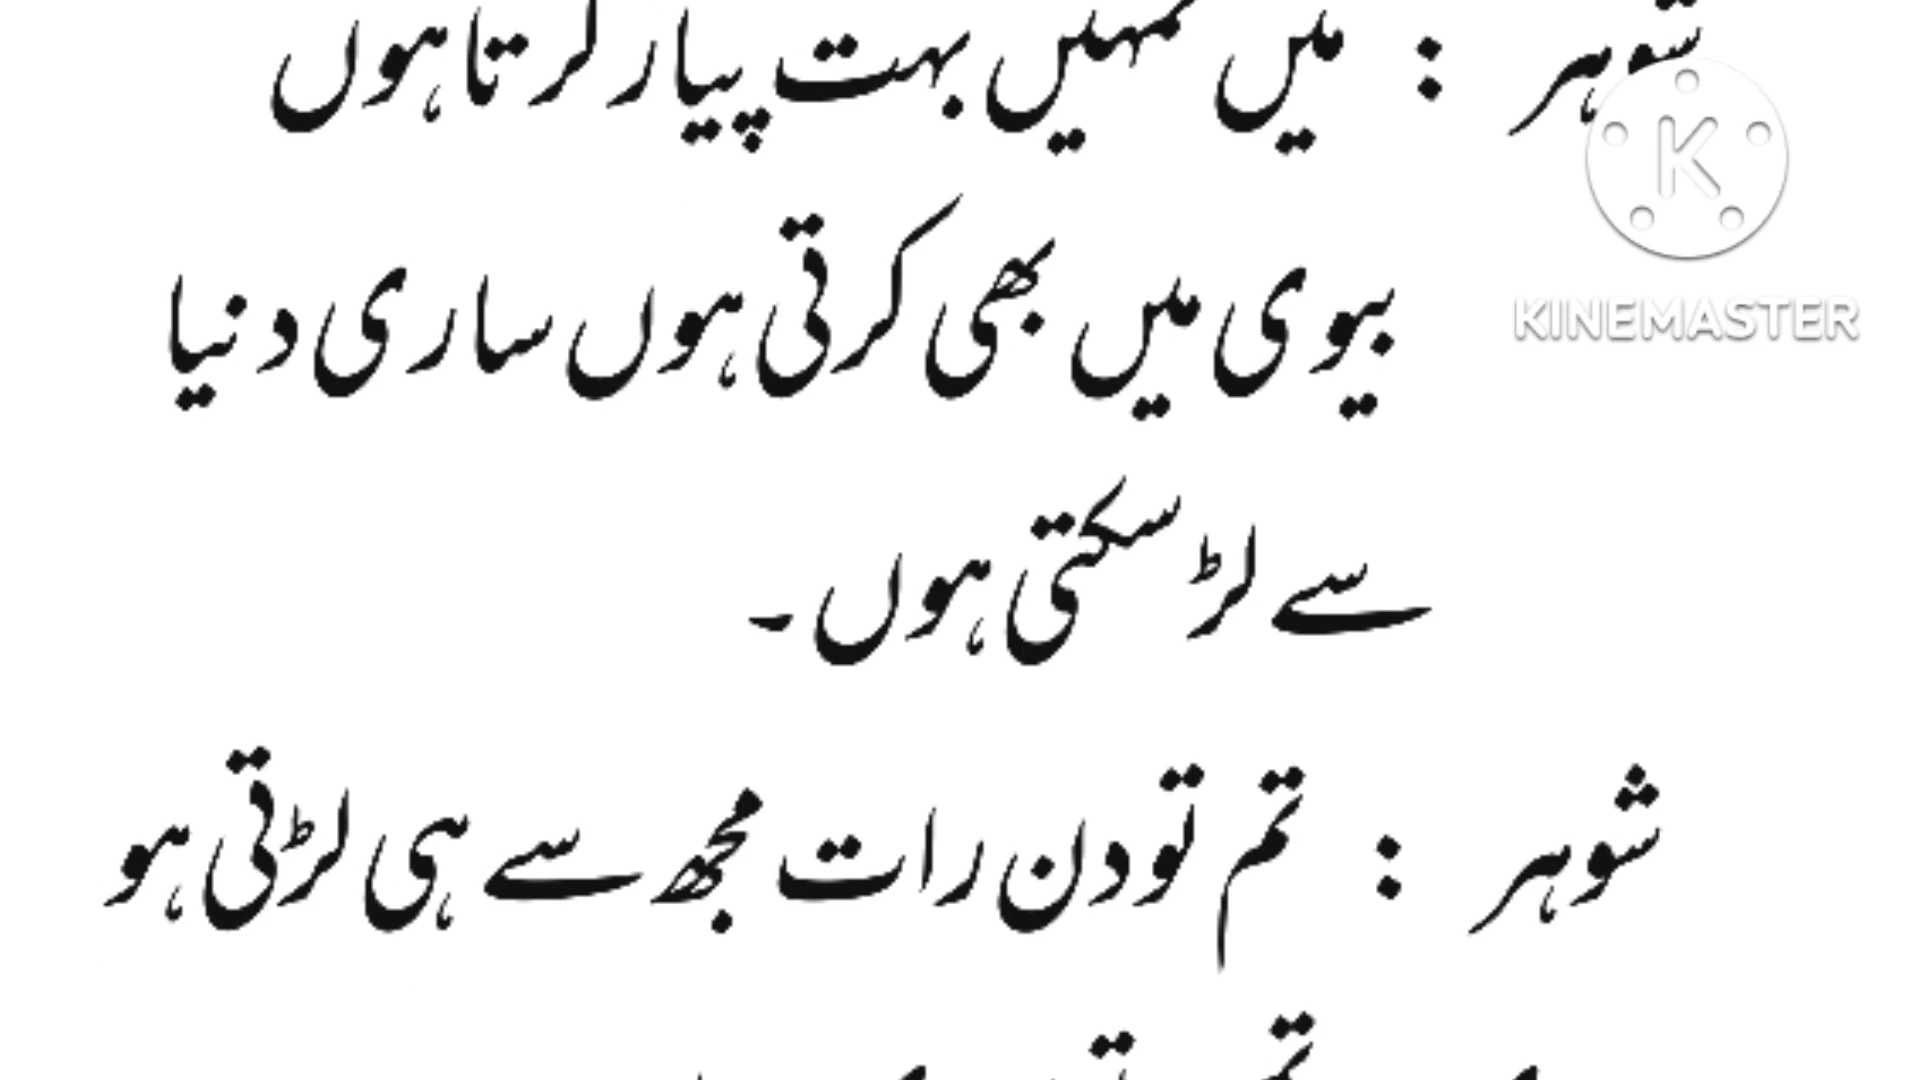 شوہر : میں تمہیں بہت پیار کرتا ہوں
بیوی میں بھی کرتی ہوں ساری دنیا
سے لڑ سکتی ہوں۔
شوہر : تم تو دن رات مجھ سے ہی لڑتی ہو
KINEMASTER